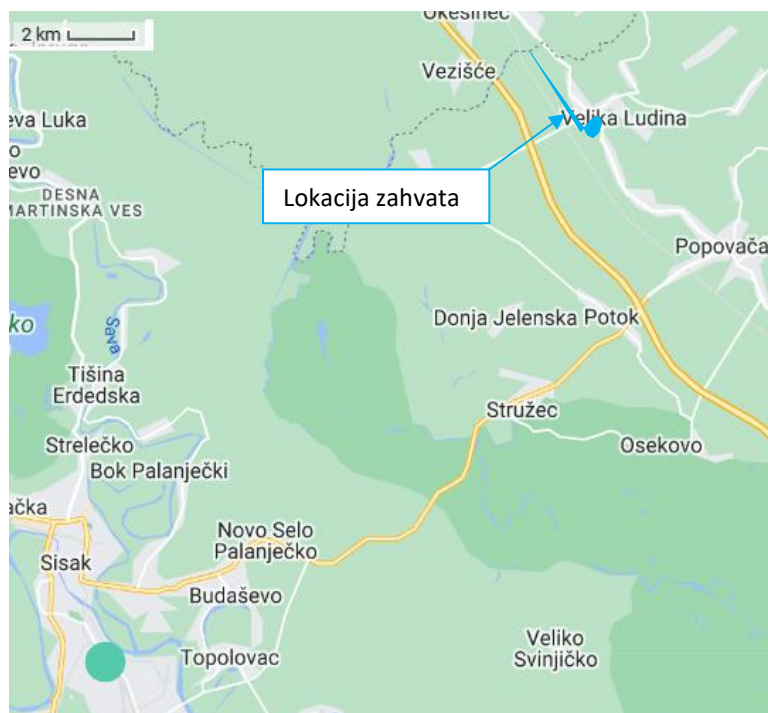 2 km
Okešinec
Vezišće
eva Luka
Velika Ludina
o
evo
DESNA
MARTINSKA VES
Lokacija zahvata
Popovača
ko
Sava
Donja Jelenska Potok
Tišina
Erdedska
Stružec
Strelečko
Osekovo
Bok Palanječki
ačka
Novo Selo
Palanječko
Sisak
Budaševo
Veliko
Svinjičko
Topolovac